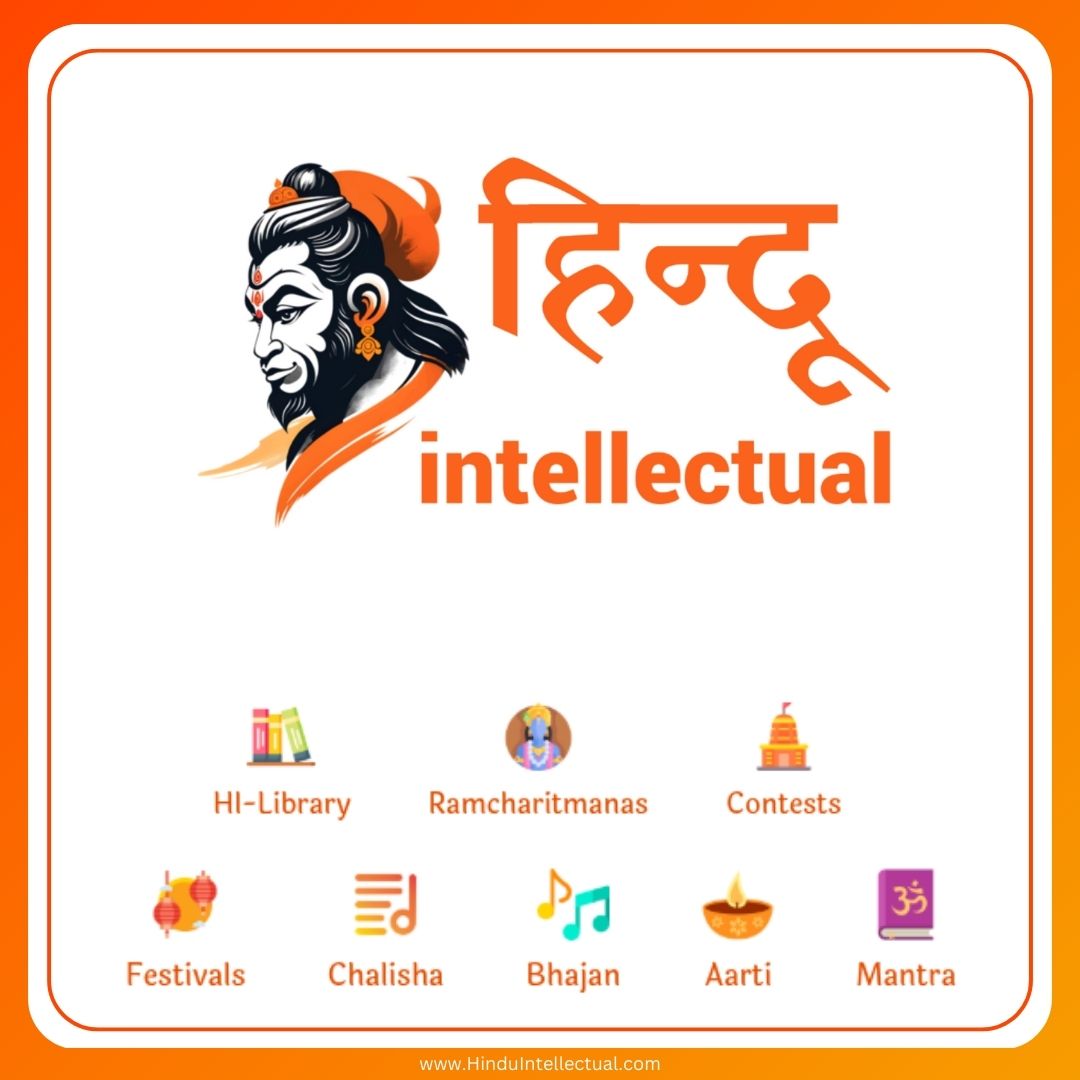 हिन्दू
intellectual
HI-Library Ramcharitmanas Contests
Festivals Chalisha Bhajan Aarti Mantra
ॐ
www.HinduIntellectual.com